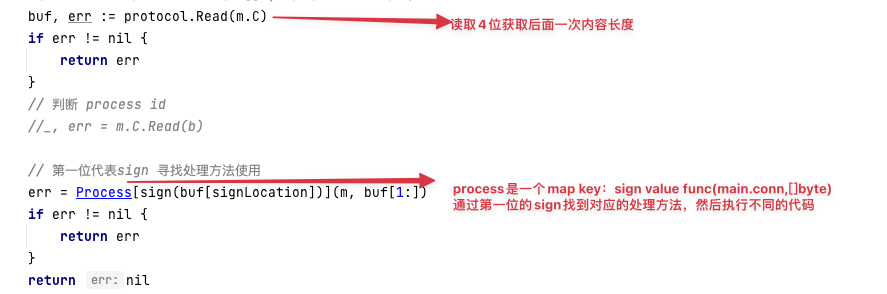 buf, err := protocol.Read(m.C)
读取4位获取后面一次内容长度
if err != nil {
return err
}
// 判断 process id
//_, err = m.C.Read(b)
// 第一位代表sign 寻找处理方法使用
err = Process[sign(buf[signLocation])](m, buf[1:])
process是一个map key：sign value func(main.conn,[]byte)
通过第一位的sign找到对应的处理方法，然后执行不同的代码
if err != nil {
return err
}
return err: nil